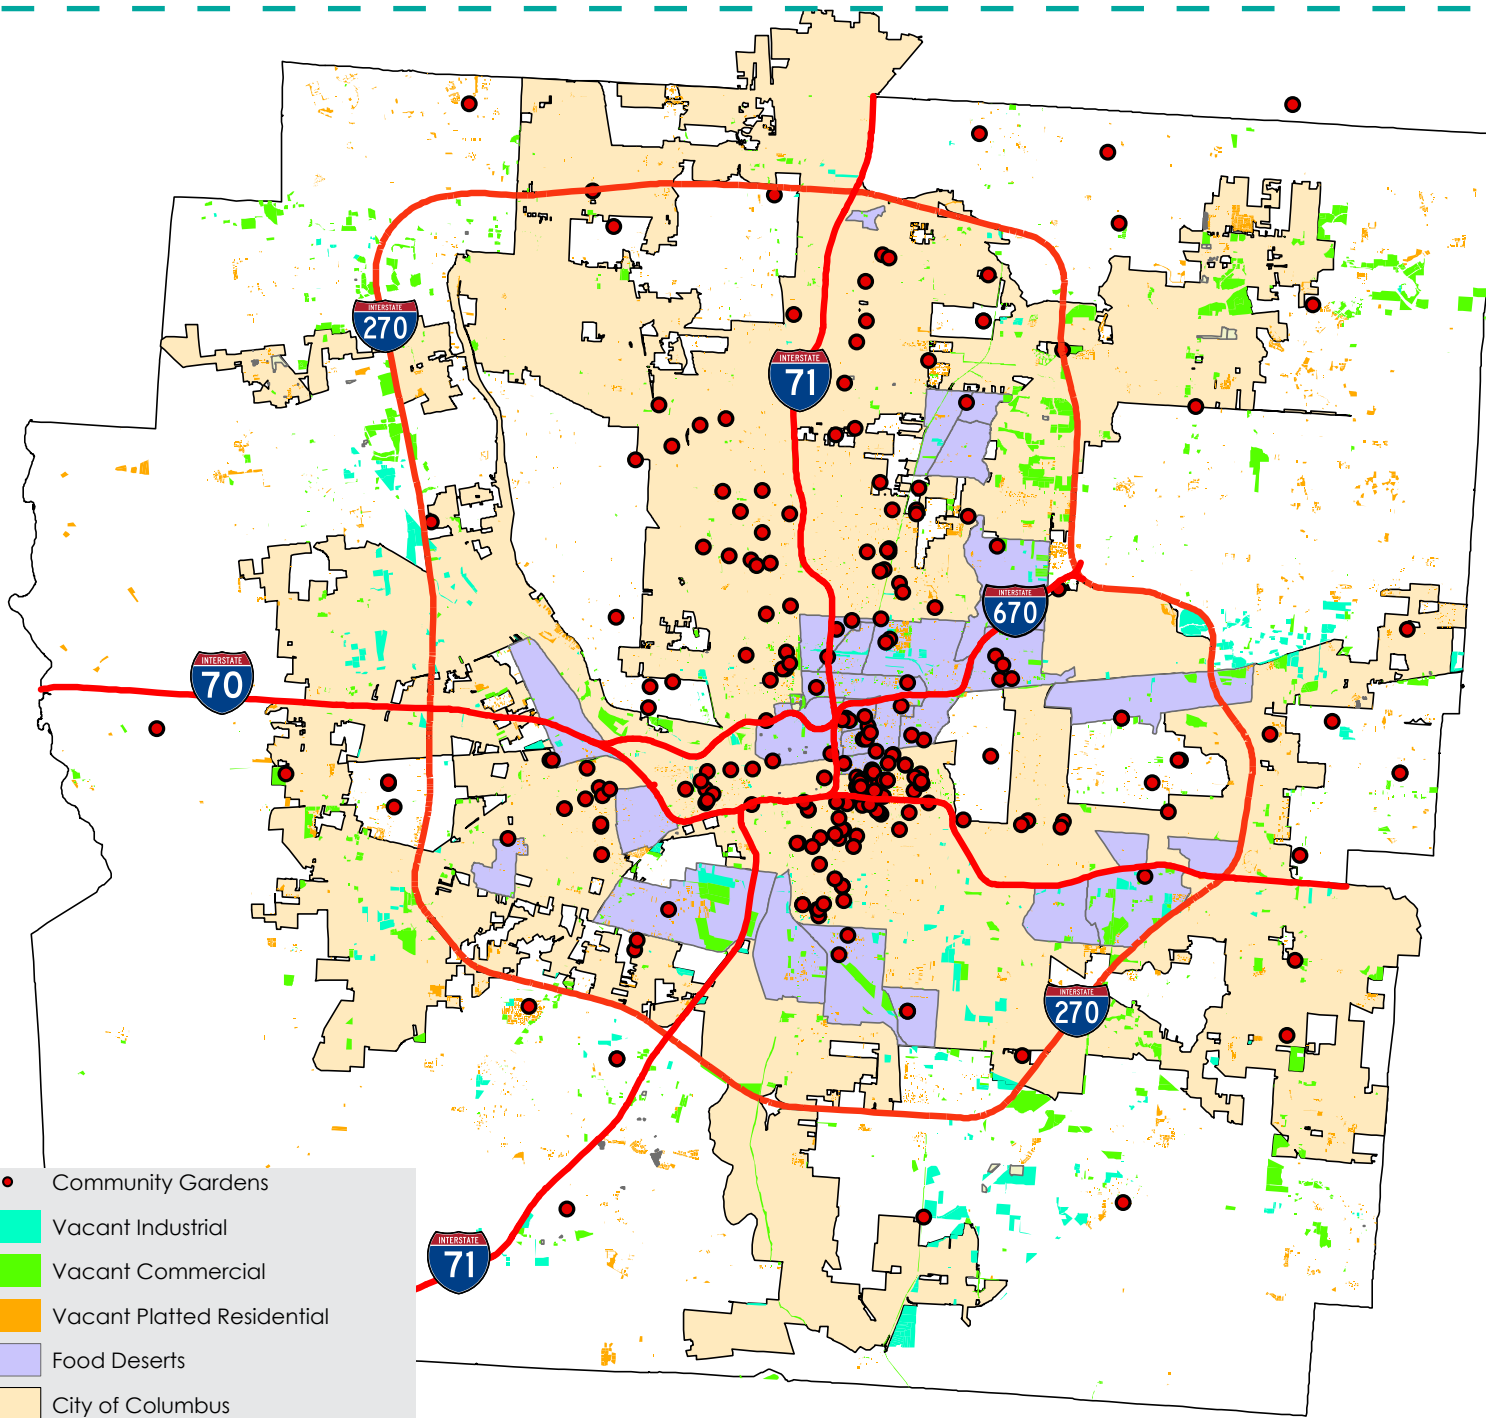 INTERSTATE
270
INTERSTATE
71
INTERSTATE
670
INTERSTATE
70
INTERSTATE
270
INTERSTATE
71
Community Gardens
Vacant Industrial
Vacant Commercial
Vacant Platted Residential
Food Deserts
City of Columbus